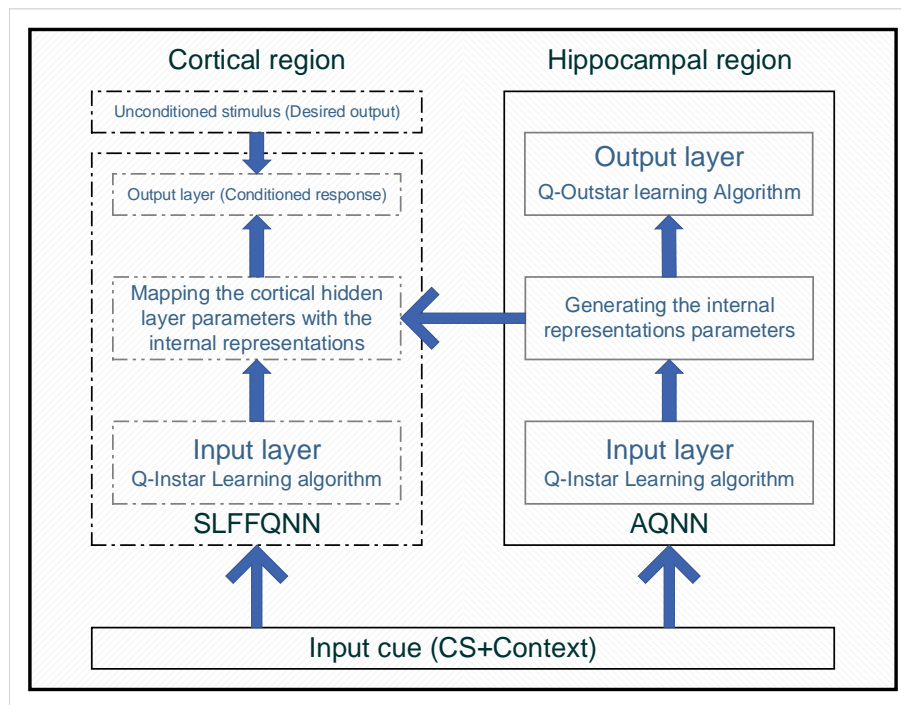 Cortical region
Unconditioned stimulus (Desired output)
Output layer (Conditioned response)
Mapping the cortical hidden
layer parameters with the
internal representations
Input layer
Q-Instar Learning algorithm
SLFFQNN
Hippocampal region
Output layer
Q-Outstar learning Algorithm
Generating the internal
representations parameters
Input layer
Q-Instar Learning algorithm
AQNN
Input cue (CS+Context)